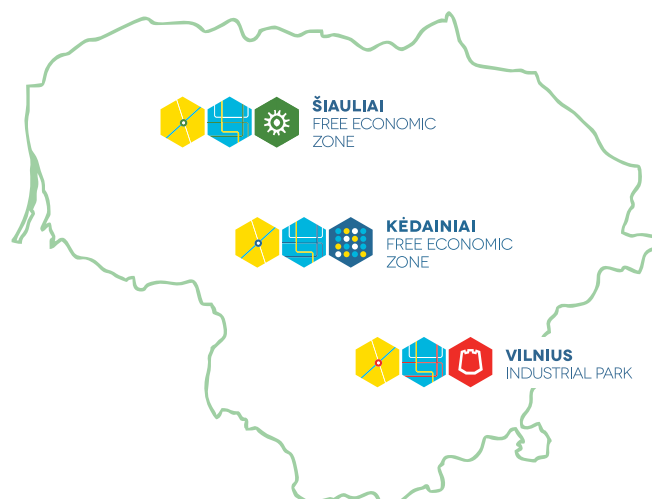 ŠIAULIAI
FREE ECONOMIC
ZONE
KĖDAINIAI
FREE ECONOMIC
ZONE
VILNIUS
INDUSTRIAL PARK